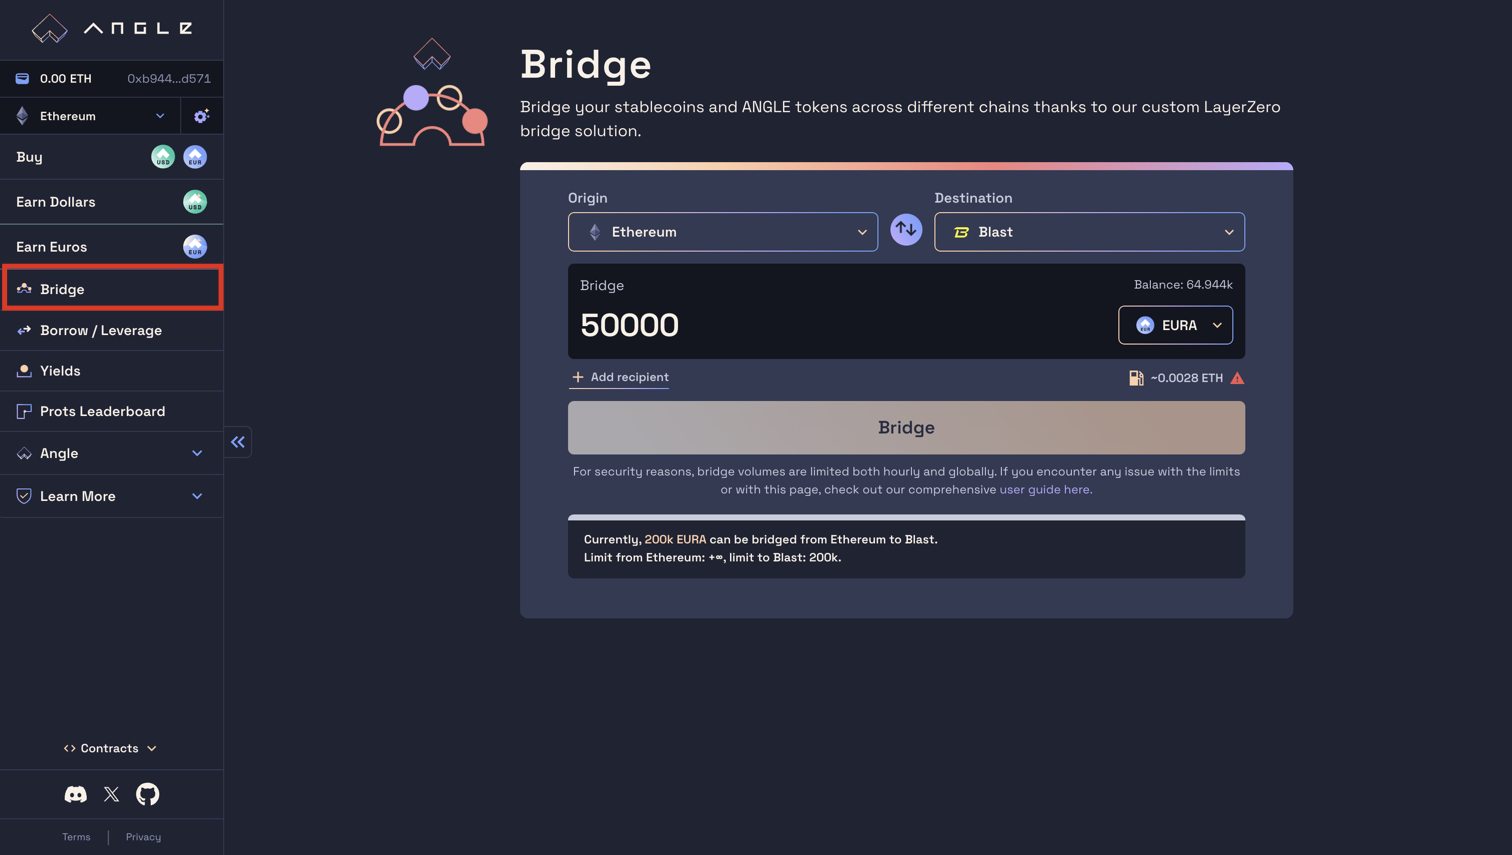 ANGLE
0.00 ETH 0xb944...d571
Ethereum
Buy USD EUR
Earn Dollars USD
Earn Euros EUR
Bridge
Borrow / Leverage
Yields
Prots Leaderboard
Angle
Learn More
<> Contracts
Terms | Privacy
Bridge
Bridge your stablecoins and ANGLE tokens across different chains thanks to our custom LayerZero
bridge solution.
Origin
Destination
Ethereum
Blast
Bridge
Balance: 64.944k
50000
EURA
+ Add recipient
~0.0028 ETH
Bridge
For security reasons, bridge volumes are limited both hourly and globally. If you encounter any issue with the limits
or with this page, check out our comprehensive user guide here.
Currently, 200k EURA can be bridged from Ethereum to Blast.
Limit from Ethereum: +∞, limit to Blast: 200k.